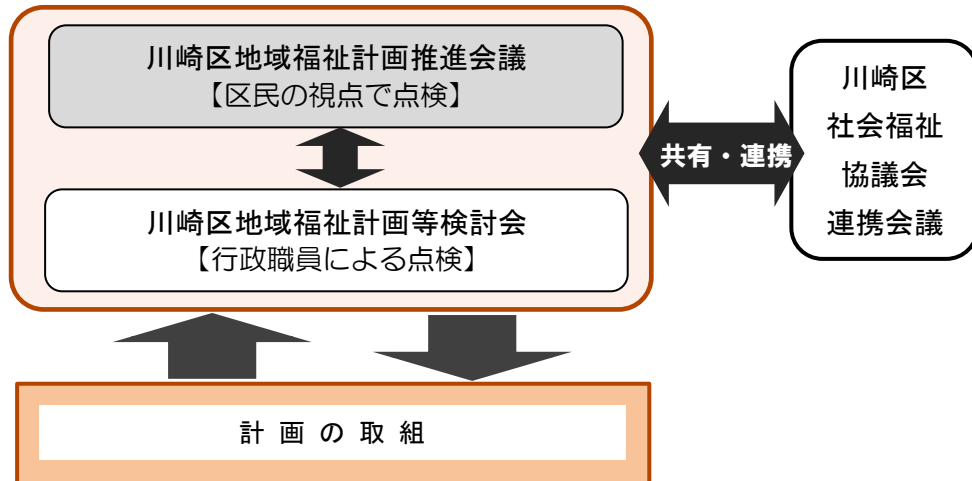 川崎区地域福祉計画推進会議
【区民の視点で点検】
川崎区地域福祉計画等検討会
【行政職員による点検】
共有・連携
川崎区
社会福祉
協議会
連携会議
計画の取組